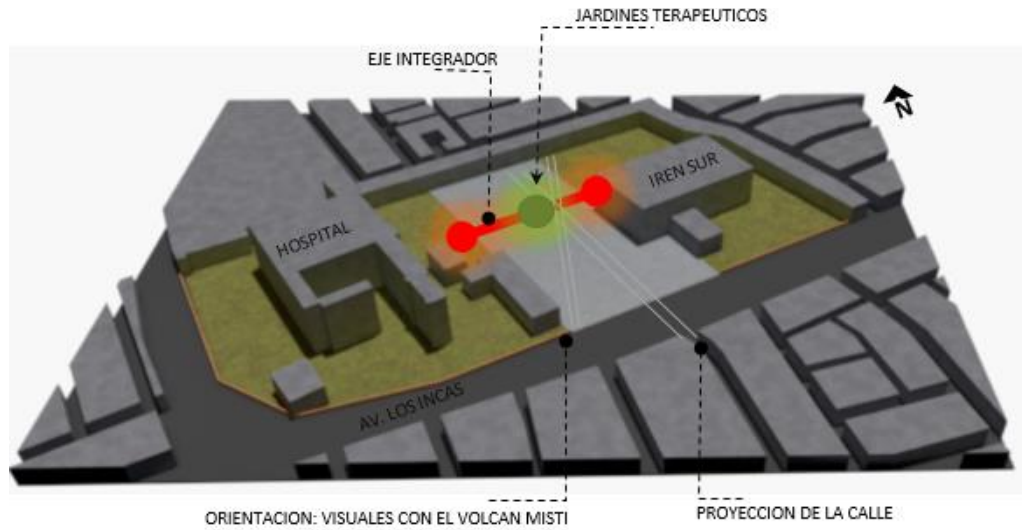 JARDINES TERAPEUTICOS
EJE INTEGRADOR
N
IREN SUR
HOSPITAL
AV. LOS INCAS
ORIENTACION: VISUALES CON EL VOLCAN MISTI
PROYECCION DE LA CALLE